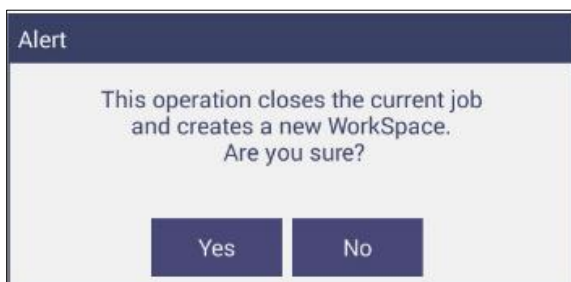 Alert
This operation closes the current job
and creates a new WorkSpace.
Are you sure?
Yes No